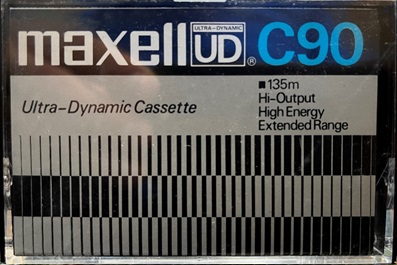 ULTRA-DYNAMIC
maxell UD® C90
■ 135m
Ultra-Dynamic Cassette
Hi-Output
High Energy
Extended Range